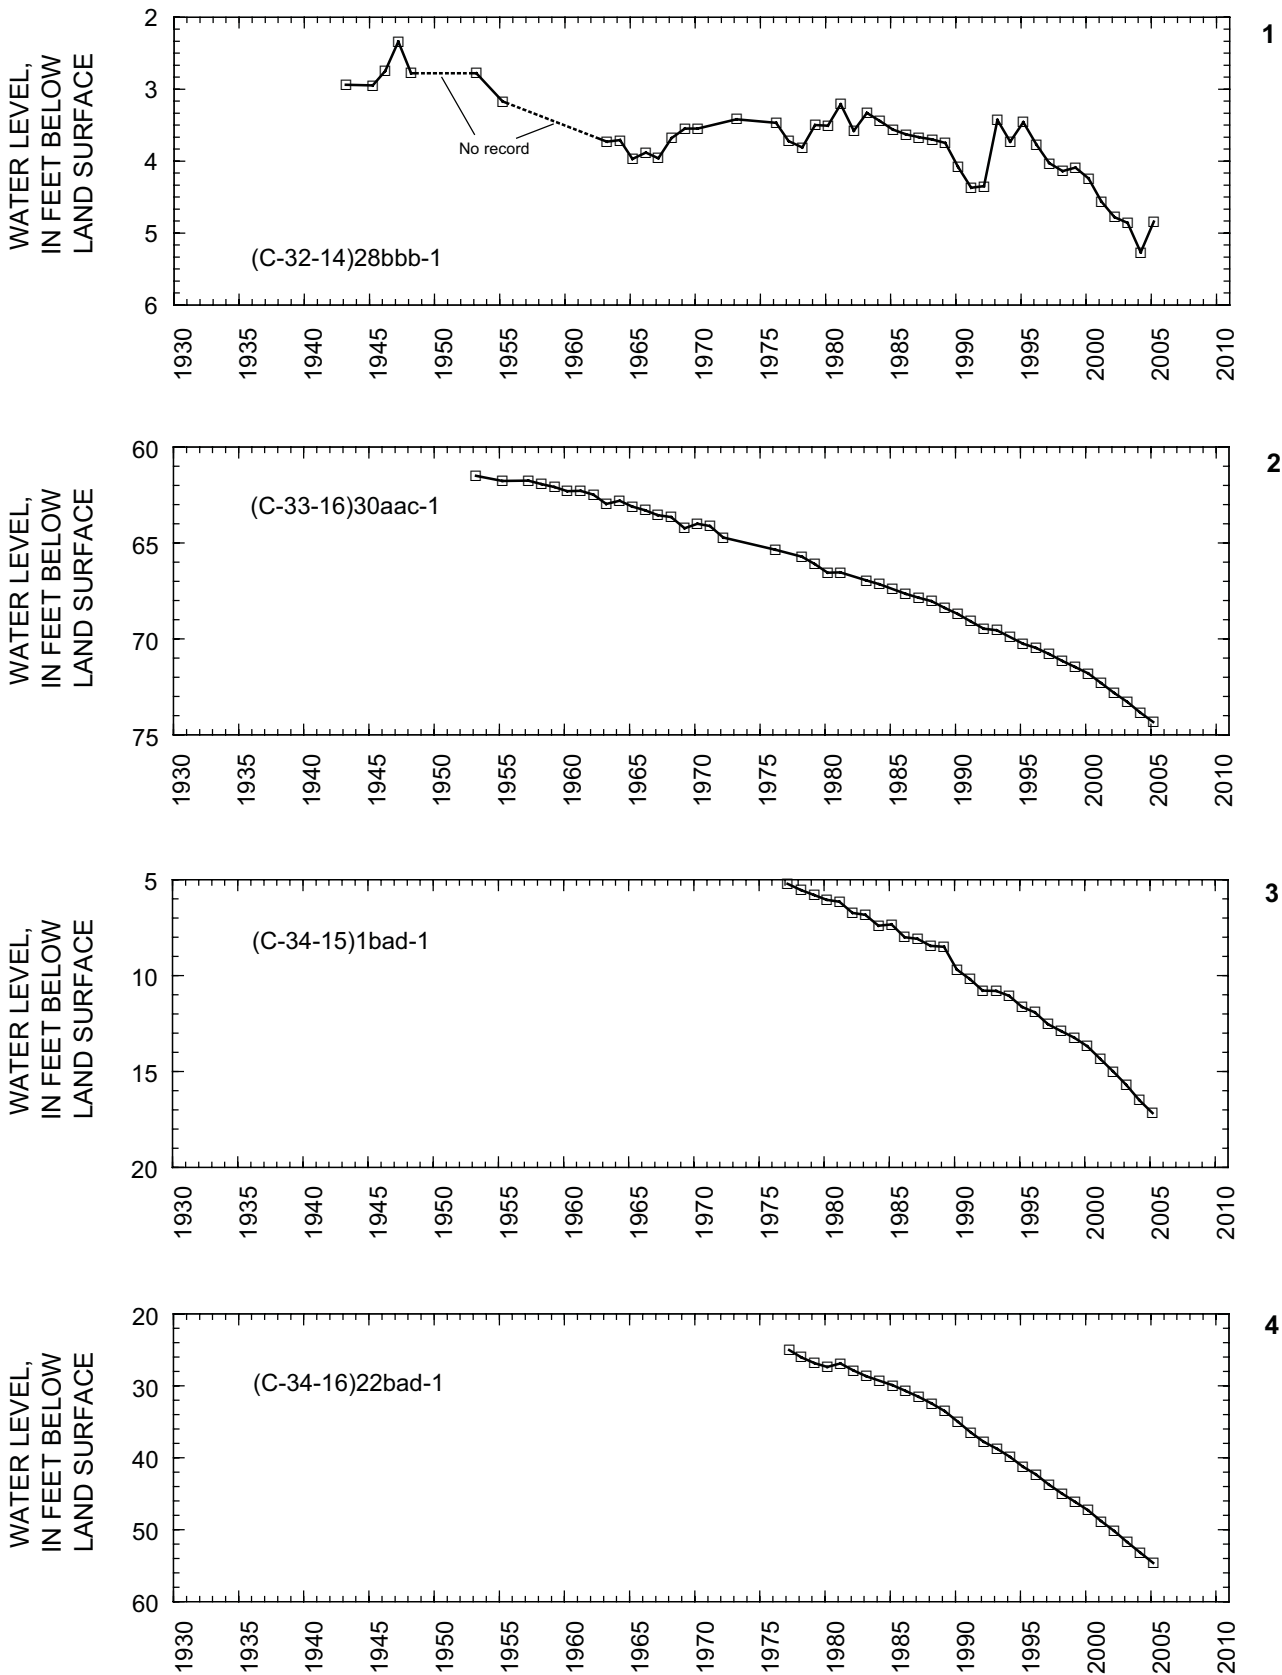 1
WATER LEVEL,
IN FEET BELOW
LAND SURFACE
2
3
4
5
6
No record
(C-32-14)28bbb-1
1930 1935 1940 1945 1950 1955 1960 1965 1970 1975 1980 1985 1990 1995 2000 2005 2010
2
WATER LEVEL,
IN FEET BELOW
LAND SURFACE
60
65
70
75
(C-33-16)30aac-1
1930 1935 1940 1945 1950 1955 1960 1965 1970 1975 1980 1985 1990 1995 2000 2005 2010
3
WATER LEVEL,
IN FEET BELOW
LAND SURFACE
5
10
15
20
(C-34-15)1bad-1
1930 1935 1940 1945 1950 1955 1960 1965 1970 1975 1980 1985 1990 1995 2000 2005 2010
4
WATER LEVEL,
IN FEET BELOW
LAND SURFACE
20
30
40
50
60
(C-34-16)22bad-1
1930 1935 1940 1945 1950 1955 1960 1965 1970 1975 1980 1985 1990 1995 2000 2005 2010